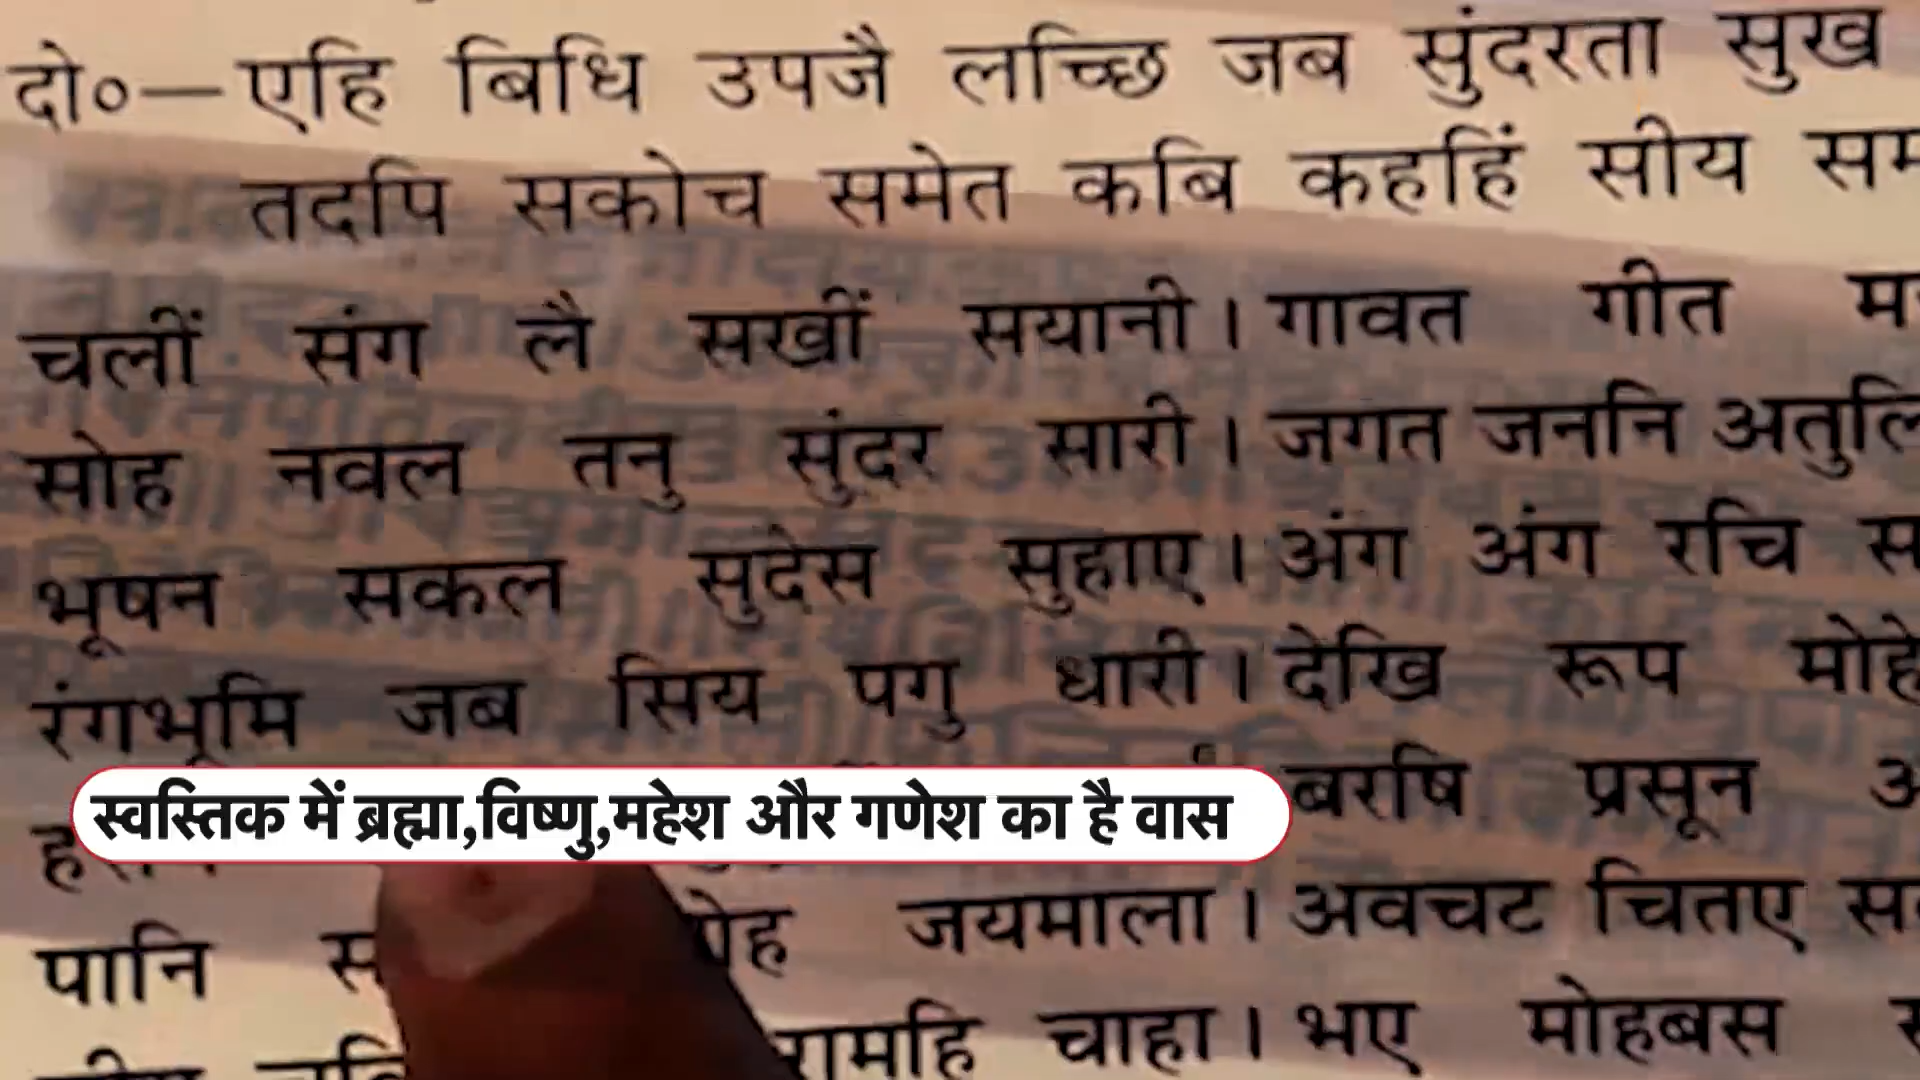 दो०—एहि बिधि उपजै लच्छि जब सुंदरता सुख
तदपि सकोच समेत कबि कहहिं सीय सम
चलीं संग लै सखीं सयानी। गावत गीत
सोह नवल तनु सुंदर सारी। जगत जननि अतुलि
भूषन सकल सुदेस सुहाए। अंग अंग रचि
रंगभूमि जब सिय पगु धारी। देखि रूप मोहे
स्वस्तिक में ब्रह्मा,विष्णु,महेश और गणेश का है वास
बरषि प्रसून
पानि जयमाला। अवचट चितए
रामहि चाहा। भए मोहबस